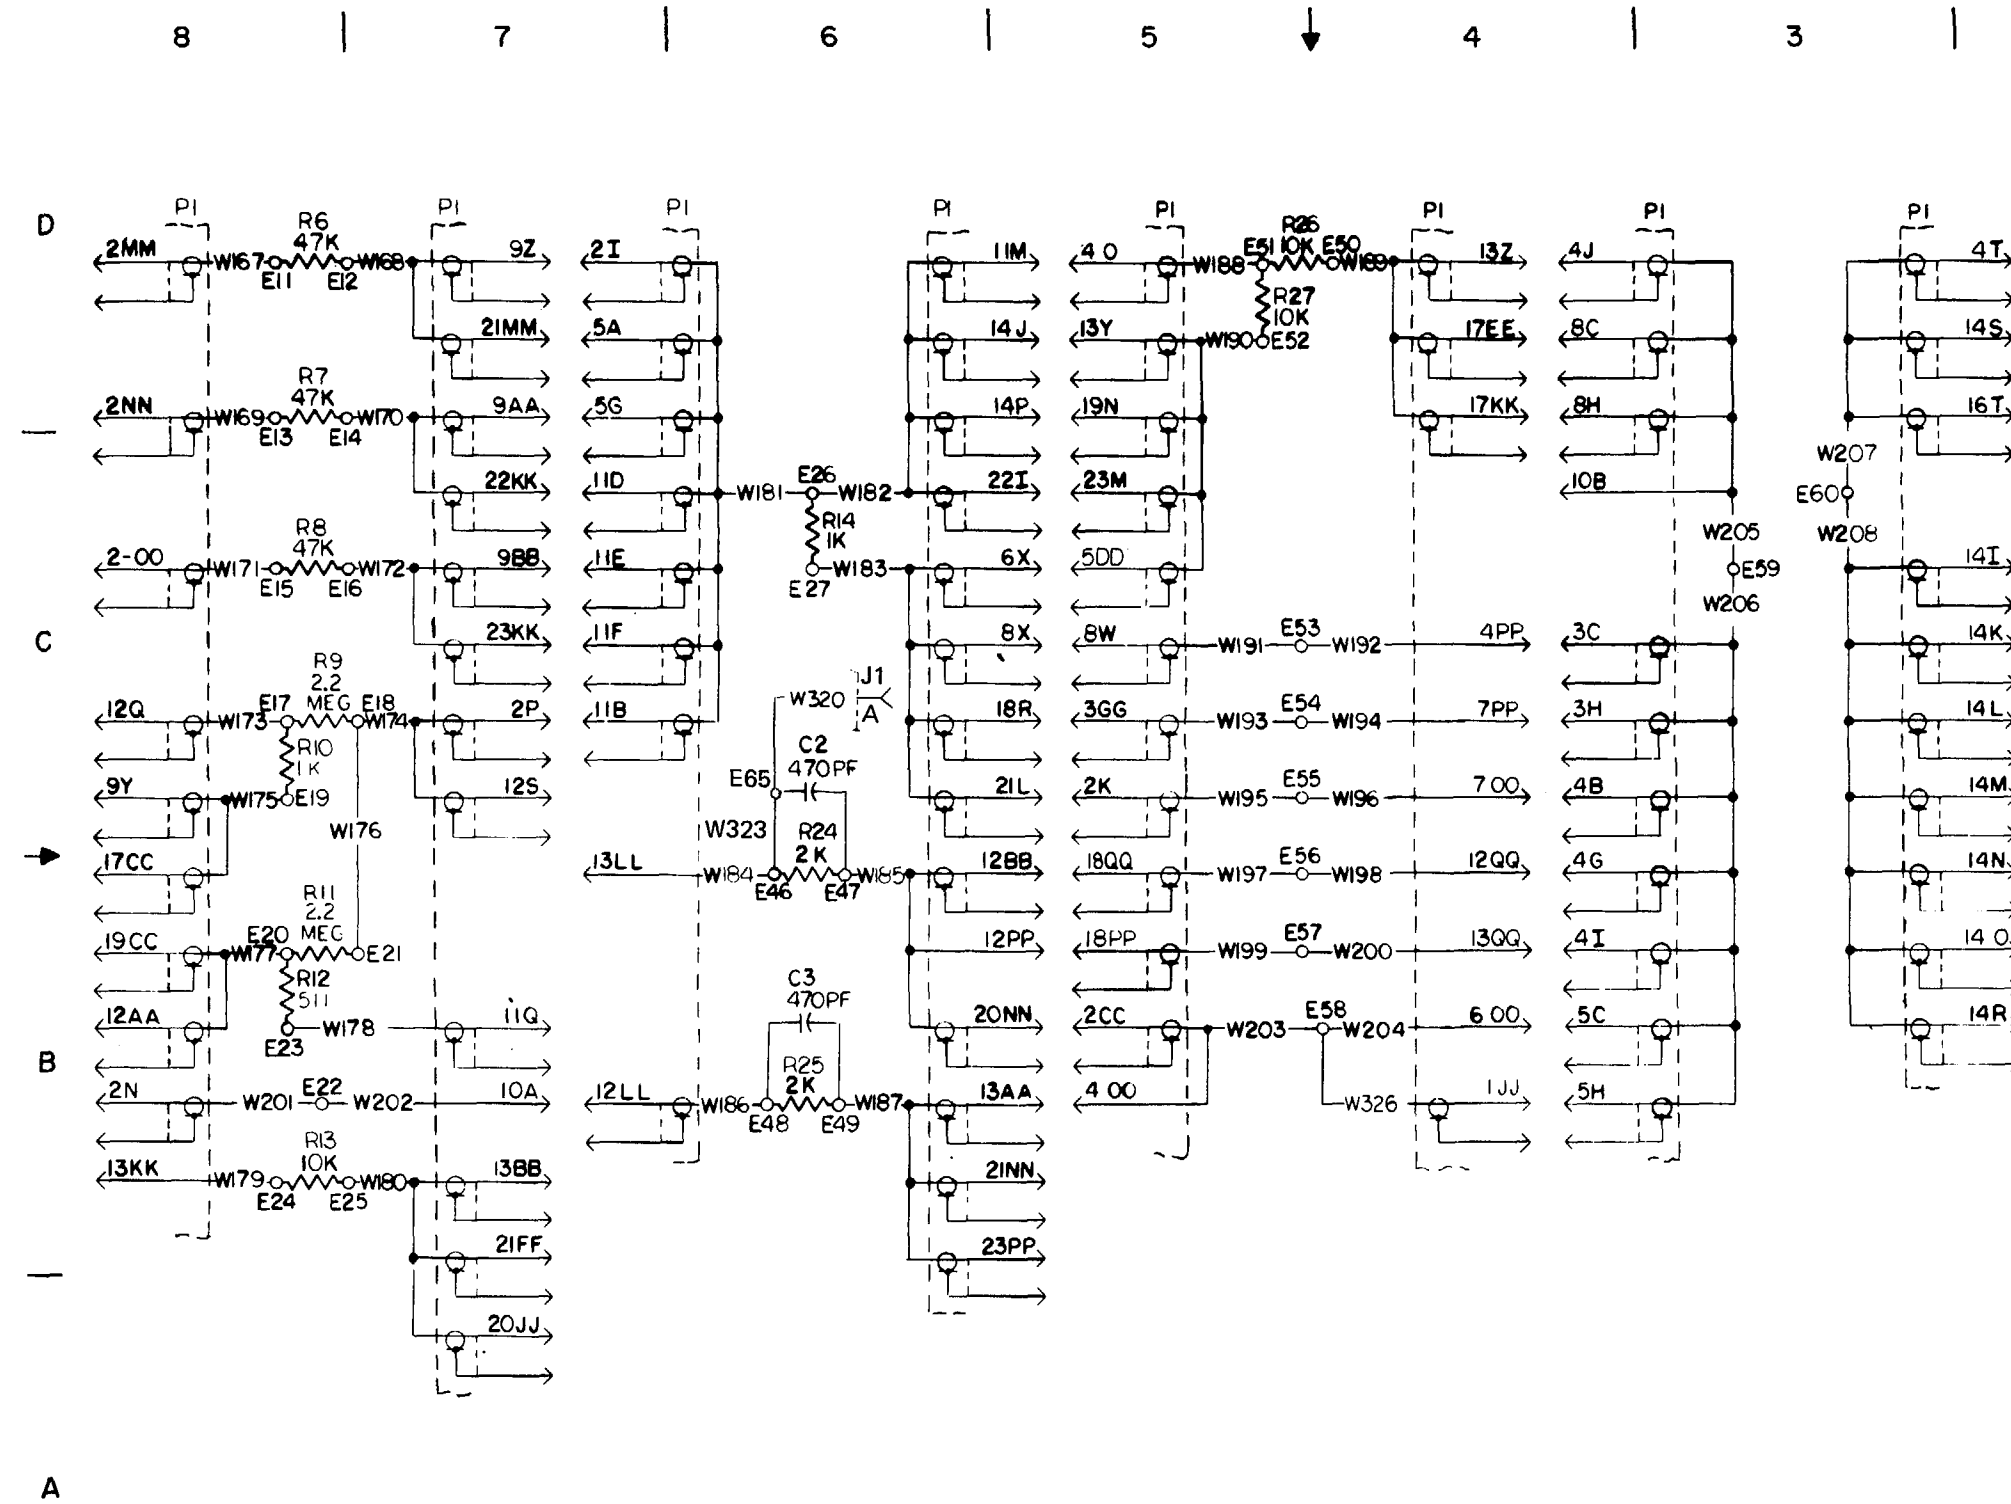 8 7 6 5 4 3
D
C
B
A
P1 P1 P1 P1 P1 P1 P1 P1
2MM W167 E11 R6 47K E12 W168 9Z
21MM
2NN W169 E13 R7 47K E14 W170 9AA
22KK
2-00 W171 E15 R8 47K E16 W172 9BB
23KK
12Q W173 E17 R9 2.2 MEG E18 W174 2P
R10 1K
9Y W175 E19 12S
W176
17CC
R11 2.2 MEG
19CC W177 E20 E21
R12 511
12AA E23 W178 11Q
2N W201 E22 W202 10A
R13 10K
13KK W179 E24 E25 W180 13BB
21FF
20JJ
2I 11M
5A 14J
5G 14P
11D W181 E26 W182 22I
R14 1K
11E E27 W183 6X
11F 8X
J1
W320
A
11B 18R
C2
470PF
E65 21L
W323 R24 2K
13LL W184 E46 E47 W185 12BB
12PP
C3
470PF
20NN
R25 2K
12LL W186 E48 E49 W187 13AA
21NN
23PP
R26 10K
4 0 W188 E51 E50 W189 13Z
R27 10K
13Y W190 E52 17EE
19N 17KK
23M
5DD
8W W191 E53 W192 4PP
3GG W193 E54 W194 7PP
2K W195 E55 W196 7 00
18QQ W197 E56 W198 12QQ
18PP W199 E57 W200 13QQ
2CC W203 E58 W204 6 00
4 00 W326 1JJ
4J
8C
8H
10B
W205
E59
W206
3C
3H
4B
4G
4I
5C
5H
4T
14S
16T
W207
E60
W208
14I
14K
14L
14M
14N
14 0
14R